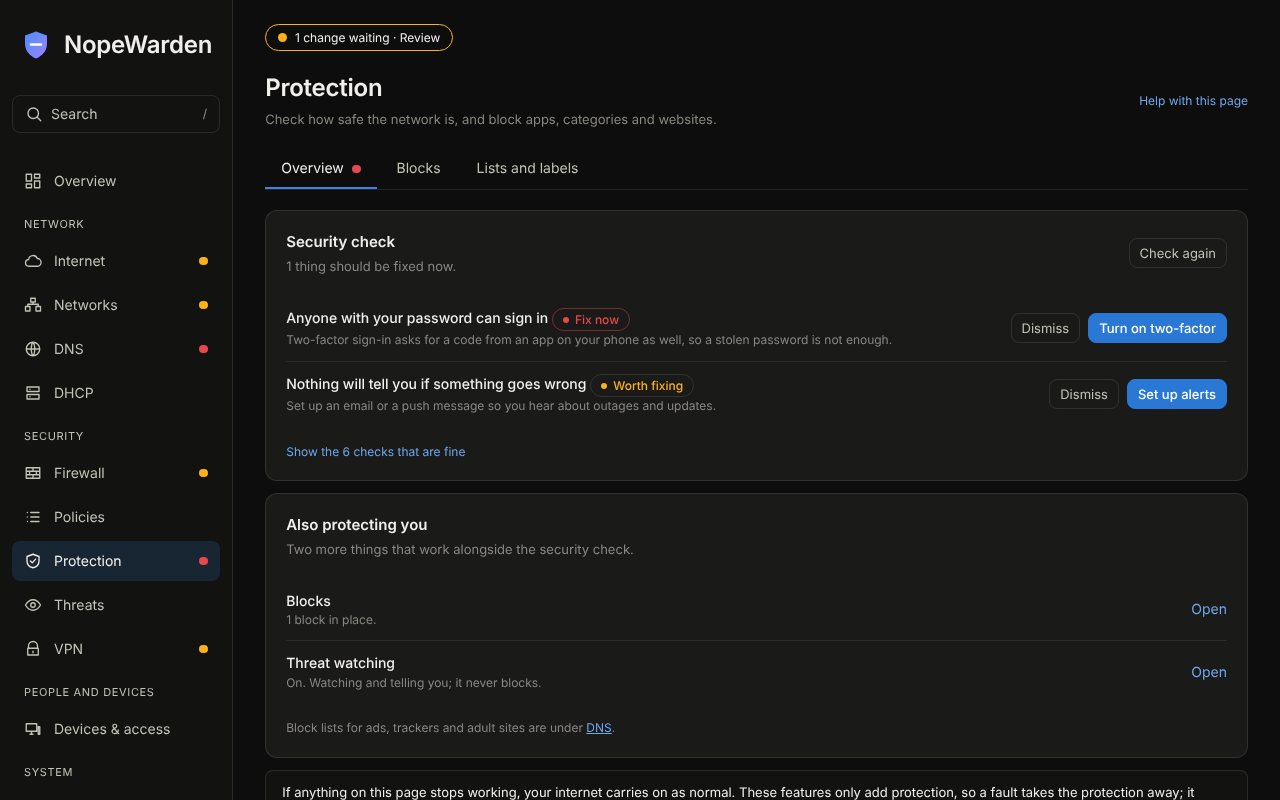 NopeWarden
Search /
Overview
NETWORK
Internet
Networks
DNS
DHCP
SECURITY
Firewall
Policies
Protection
Threats
VPN
PEOPLE AND DEVICES
Devices & access
SYSTEM
1 change waiting · Review
Protection
Check how safe the network is, and block apps, categories and websites.
Help with this page
Overview
Blocks
Lists and labels
Security check
1 thing should be fixed now.
Check again
Anyone with your password can sign in Fix now
Two-factor sign-in asks for a code from an app on your phone as well, so a stolen password is not enough.
Dismiss
Turn on two-factor
Nothing will tell you if something goes wrong Worth fixing
Set up an email or a push message so you hear about outages and updates.
Dismiss
Set up alerts
Show the 6 checks that are fine
Also protecting you
Two more things that work alongside the security check.
Blocks
1 block in place.
Open
Threat watching
On. Watching and telling you; it never blocks.
Open
Block lists for ads, trackers and adult sites are under DNS.
If anything on this page stops working, your internet carries on as normal. These features only add protection, so a fault takes the protection away; it